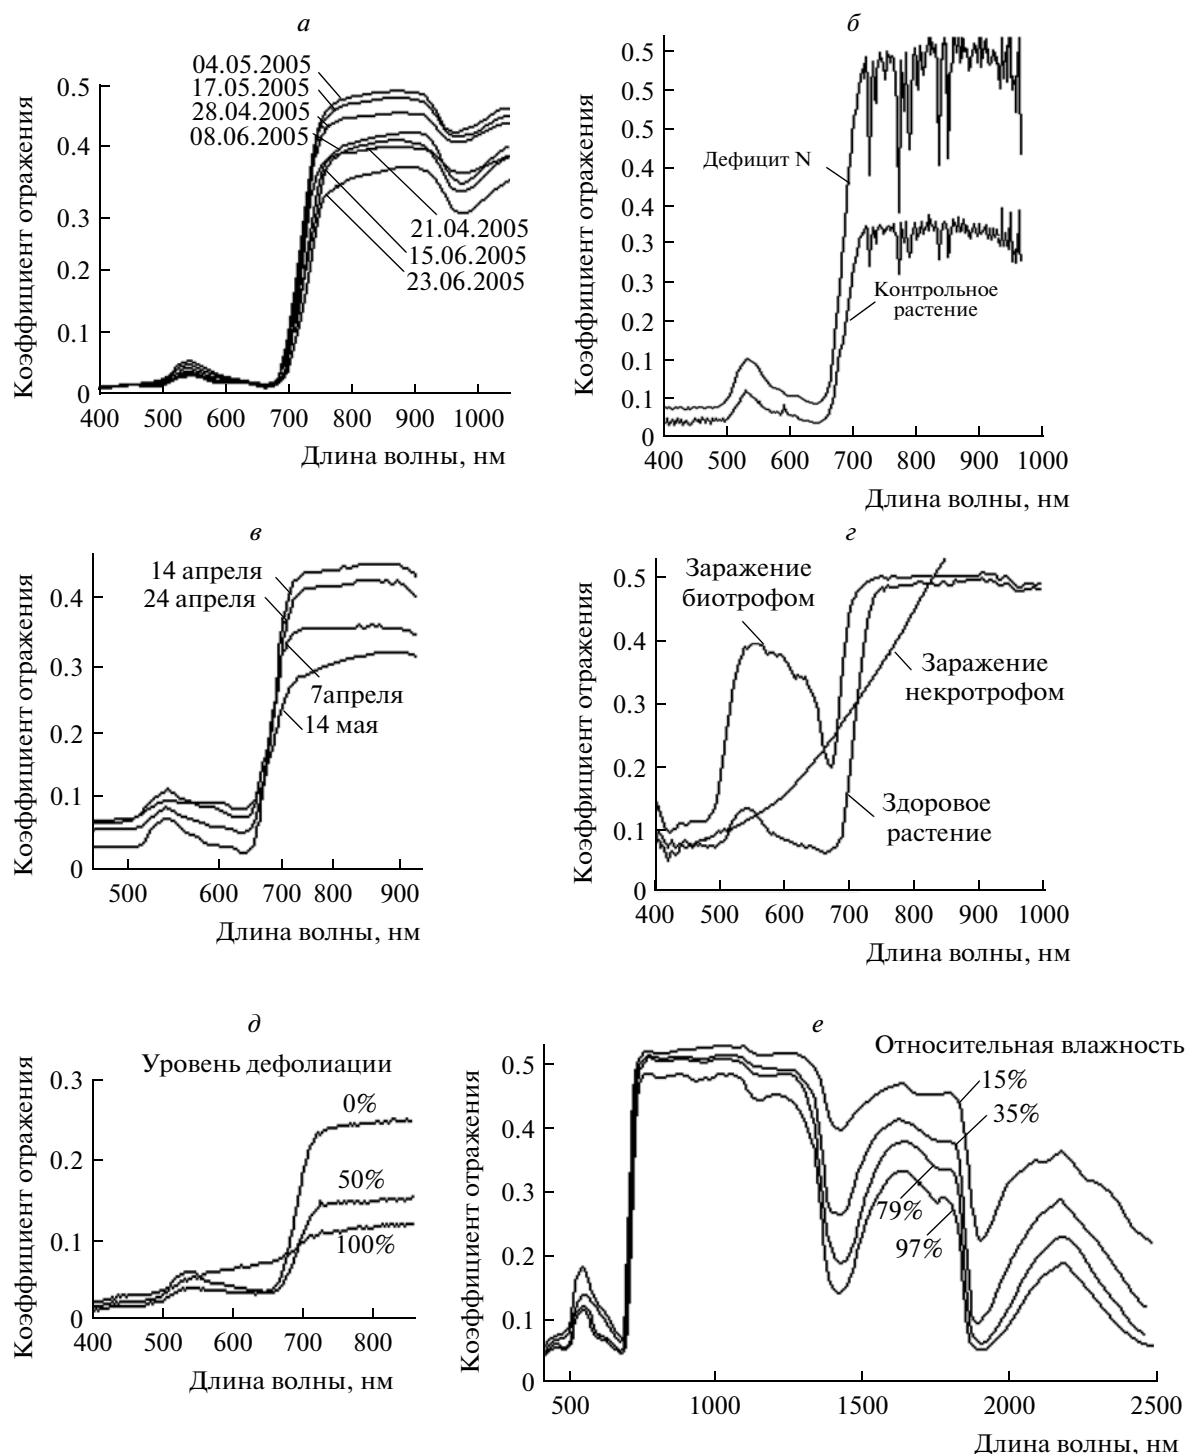 а
0.5
0.4
0.3
0.2
0.1
0
Коэффициент отражения
04.05.2005
17.05.2005
28.04.2005
08.06.2005
21.04.2005
15.06.2005
23.06.2005
400 500 600 700 800 900 1000
Длина волны, нм
б
0.5
0.5
0.5
0.4
0.4
0.3
0.3
0.2
0.1
0.1
0
Коэффициент отражения
Дефицит N
Контрольное
растение
400 500 600 700 800 900 1000
Длина волны, нм
в
0.4
0.3
0.2
0.1
0
Коэффициент отражения
14 апреля
24 апреля
7апреля
14 мая
500 600 700 800 900
Длина волны, нм
г
0.5
0.4
0.3
0.2
0.1
0
Коэффициент отражения
Заражение
биотрофом
Заражение
некротрофом
Здоровое
растение
400 500 600 700 800 900 1000
Длина волны, нм
д
Уровень дефолиации
0.3
0.2
0.1
0
Коэффициент отражения
0%
50%
100%
400 500 600 700 800
Длина волны, нм
е
Относительная влажность
0.5
0.4
0.3
0.2
0.1
0
Коэффициент отражения
15%
35%
79%
97%
500 1000 1500 2000 2500
Длина волны, нм